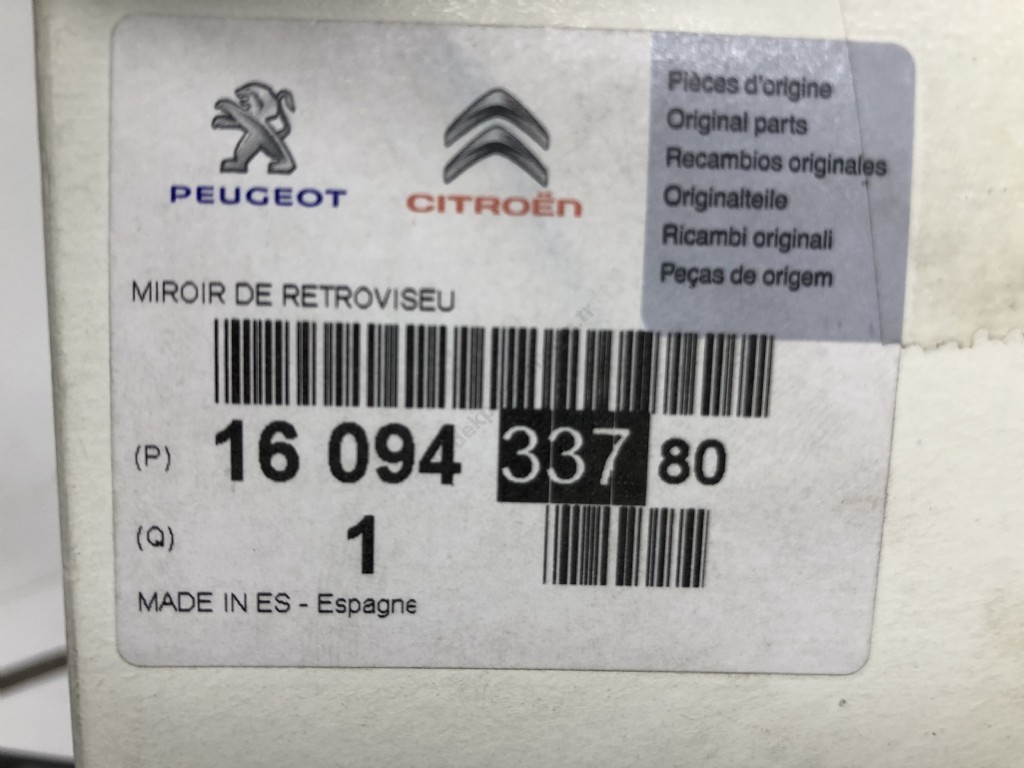 PEUGEOT
CITROËN
Pièces d'origine
Original parts
Recambios originales
Originalteile
Ricambi originali
Peças de origem
MIROIR DE RETROVISEU
(P) 16 094 337 80
(Q) 1
MADE IN ES - Espagne